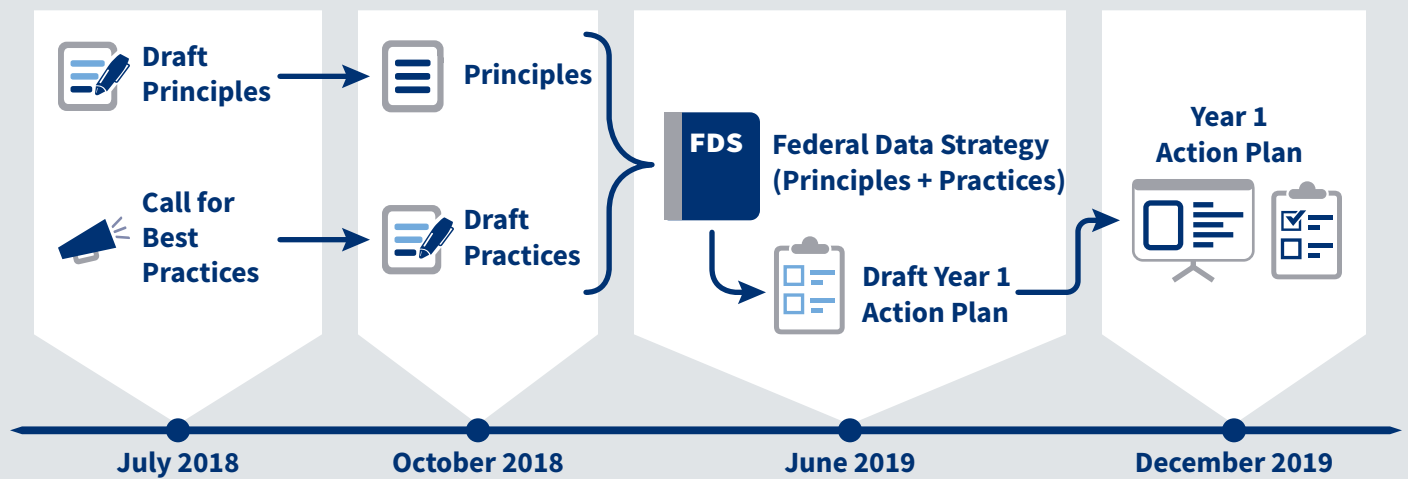 Draft
Principles
Call for
Best
Practices
Principles
Draft
Practices
FDS
Federal Data Strategy
(Principles + Practices)
Draft Year 1
Action Plan
Year 1
Action Plan
July 2018
October 2018
June 2019
December 2019